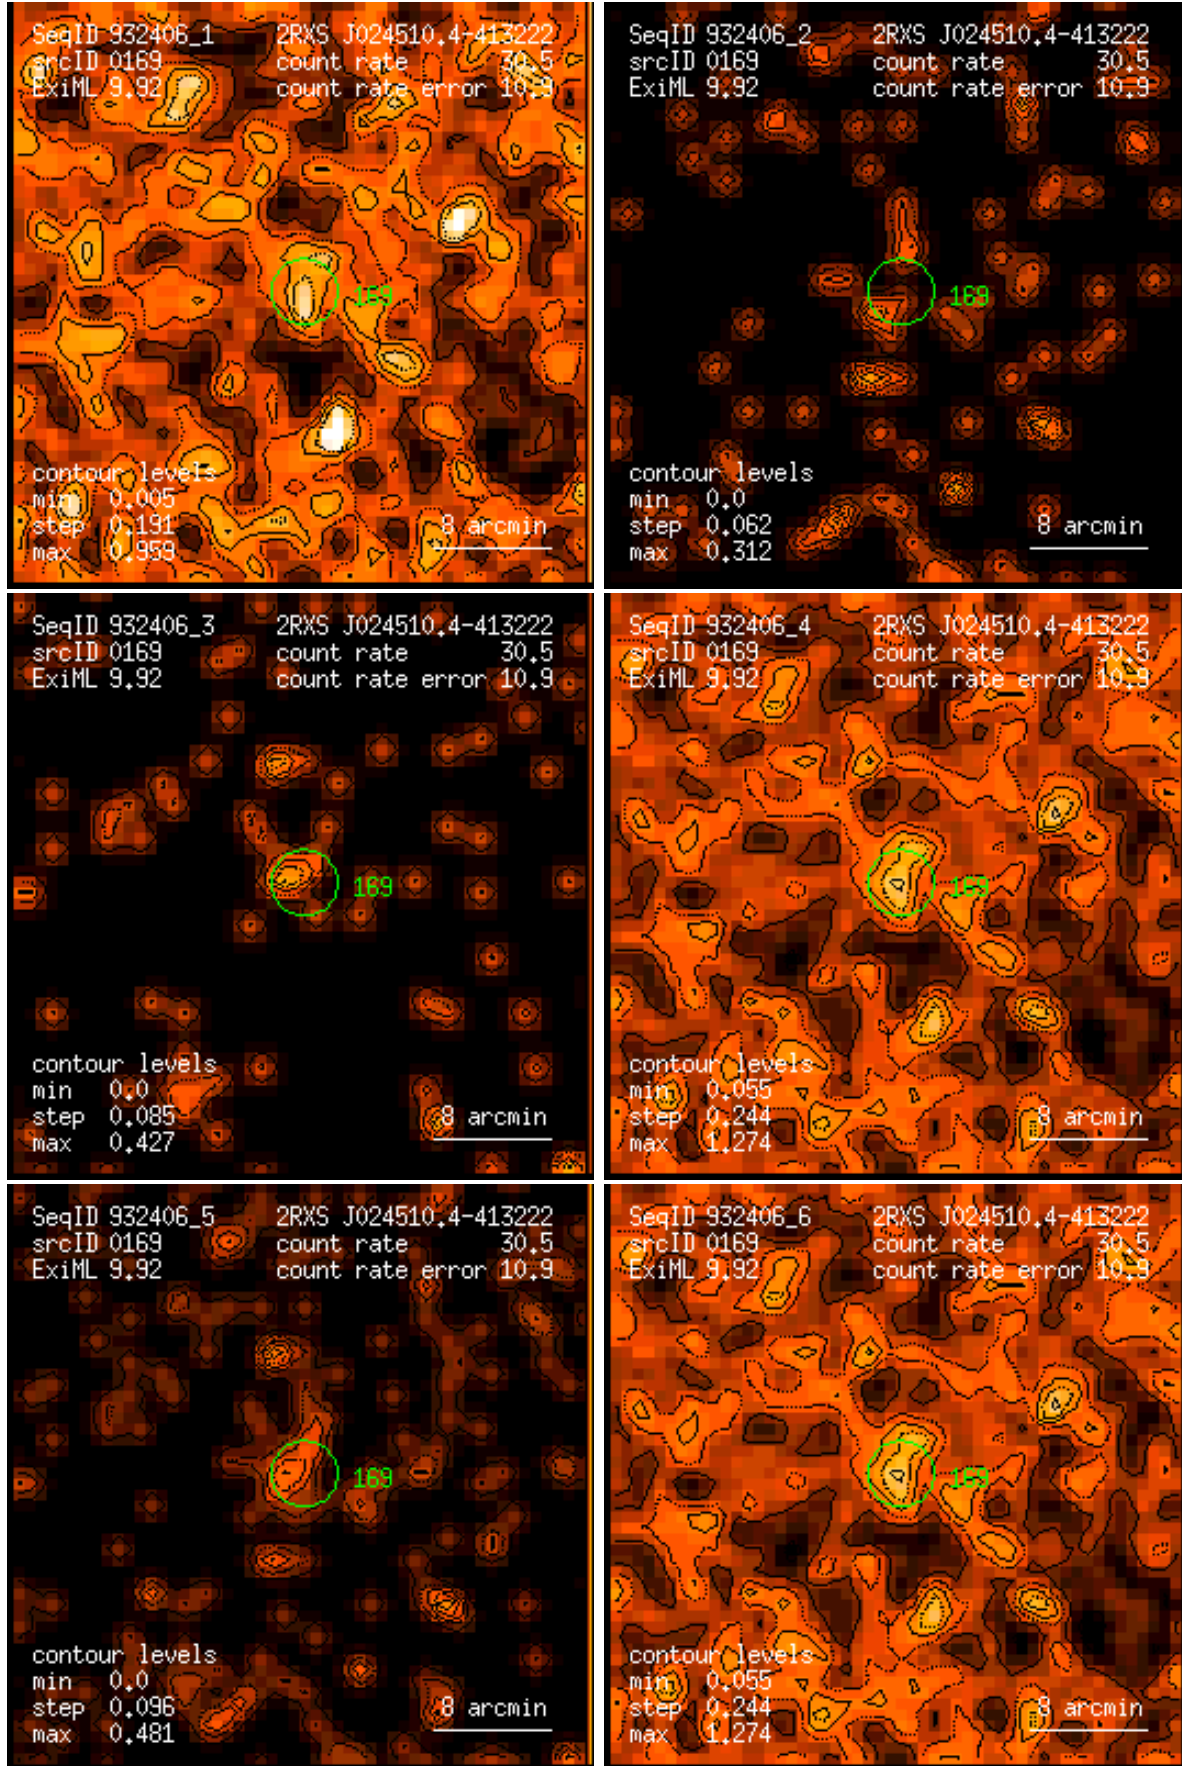 SeqID 932406_1 2RXS J024510.4-413222
srcID 0169 count rate 30.5
ExiML 9.92 count rate error 10.9
169
contour levels
min 0.005
step 0.191 8 arcmin
max 0.959
SeqID 932406_2 2RXS J024510.4-413222
srcID 0169 count rate 30.5
ExiML 9.92 count rate error 10.9
169
contour levels
min 0.0
step 0.062 8 arcmin
max 0.312
SeqID 932406_3 2RXS J024510.4-413222
srcID 0169 count rate 30.5
ExiML 9.92 count rate error 10.9
169
contour levels
min 0.0
step 0.085 8 arcmin
max 0.427
SeqID 932406_4 2RXS J024510.4-413222
srcID 0169 count rate 30.5
ExiML 9.92 count rate error 10.9
169
contour levels
min 0.055
step 0.244 8 arcmin
max 1.274
SeqID 932406_5 2RXS J024510.4-413222
srcID 0169 count rate 30.5
ExiML 9.92 count rate error 10.9
169
contour levels
min 0.0
step 0.096 8 arcmin
max 0.481
SeqID 932406_6 2RXS J024510.4-413222
srcID 0169 count rate 30.5
ExiML 9.92 count rate error 10.9
169
contour levels
min 0.055
step 0.244 8 arcmin
max 1.274